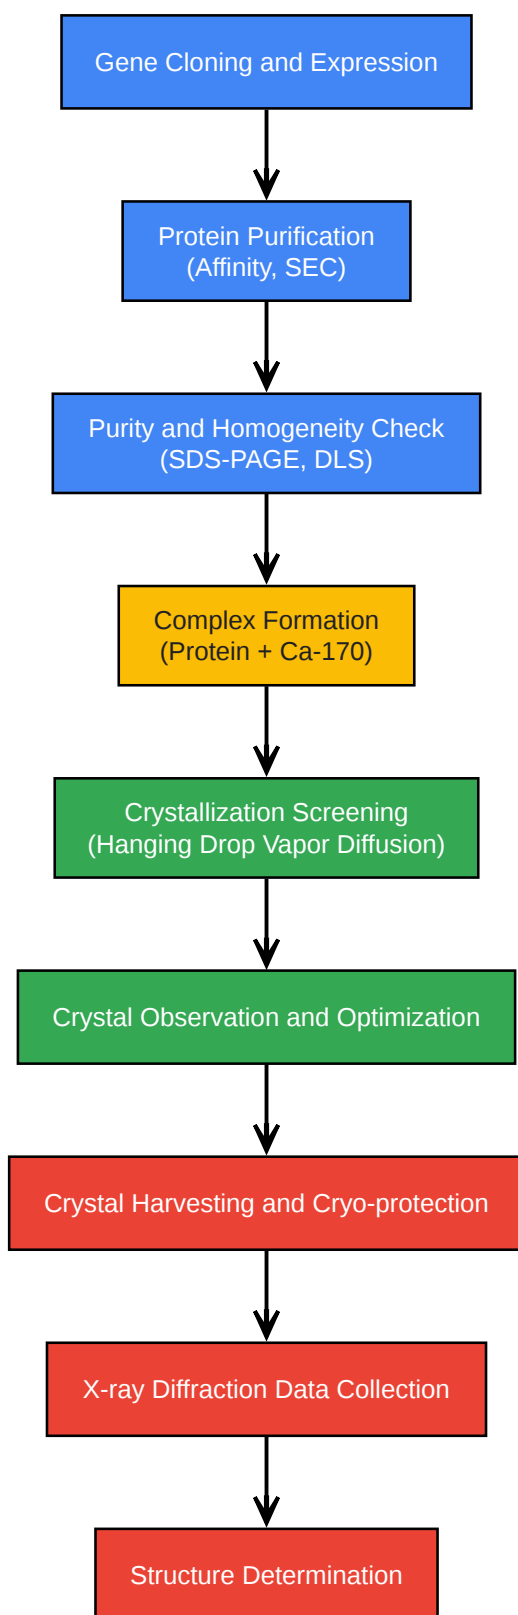 Gene Cloning and Expression
Protein Purification
(Affinity, SEC)
Purity and Homogeneity Check
(SDS-PAGE, DLS)
Complex Formation
(Protein + Ca-170)
Crystallization Screening
(Hanging Drop Vapor Diffusion)
Crystal Observation and Optimization
Crystal Harvesting and Cryo-protection
X-ray Diffraction Data Collection
Structure Determination